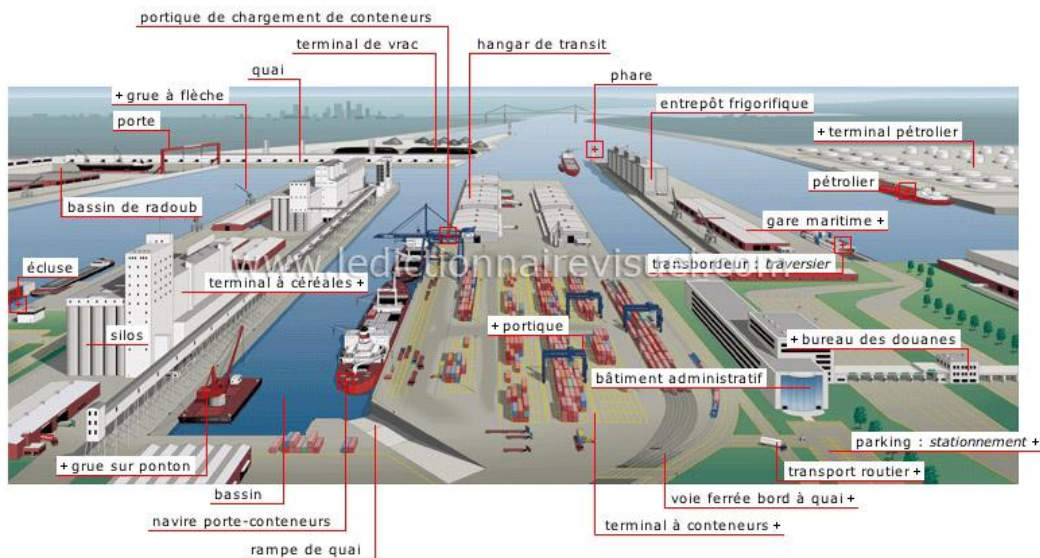 portique de chargement de conteneurs
terminal de vrac
hangar de transit
quai
phare
+ grue à flèche
entrepôt frigorifique
porte
+ terminal pétrolier
pétrolier
bassin de radoub
gare maritime +
www.ledictionnairevisuel.com
écluse
transbordeur : traversier
terminal à céréales +
+ portique
silos
+ bureau des douanes
bâtiment administratif
parking : stationnement +
+ grue sur ponton
transport routier +
bassin
voie ferrée bord à quai +
navire porte-conteneurs
terminal à conteneurs +
rampe de quai